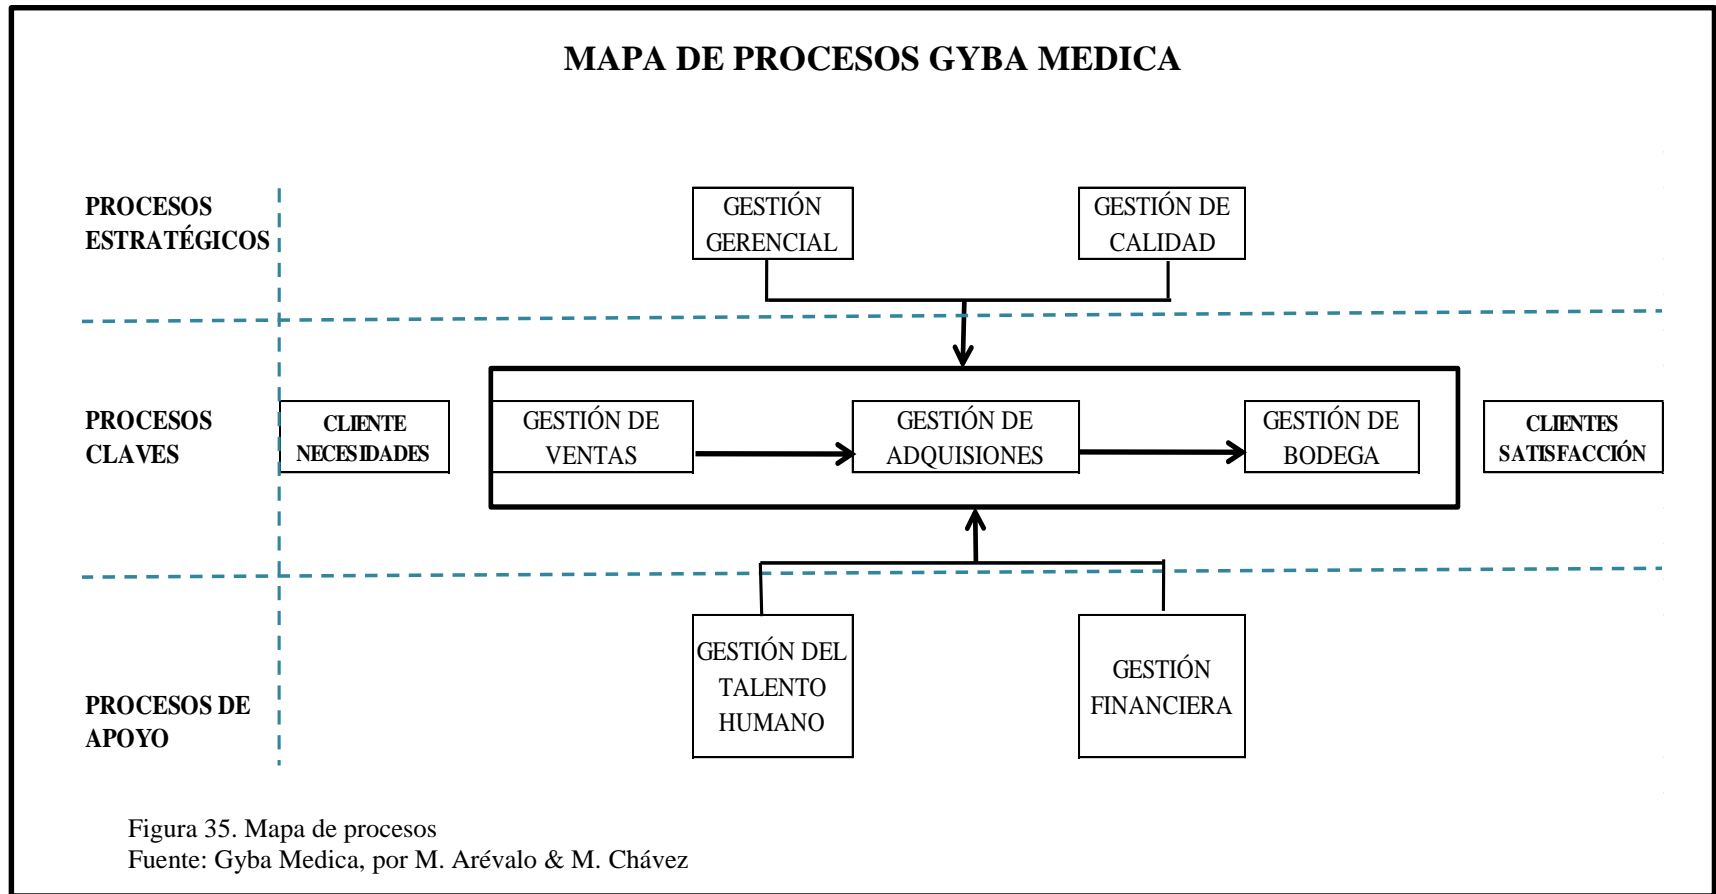 MAPA DE PROCESOS GYBA MEDICA
PROCESOS
ESTRATÉGICOS
GESTIÓN
GERENCIAL
GESTIÓN DE
CALIDAD
PROCESOS
CLAVES
CLIENTE
NECESIDADES
GESTIÓN DE
VENTAS
GESTIÓN DE
ADQUISIONES
GESTIÓN DE
BODEGA
CLIENTES
SATISFACCIÓN
PROCESOS DE
APOYO
GESTIÓN DEL
TALENTO
HUMANO
GESTIÓN
FINANCIERA
Figura 35. Mapa de procesos
Fuente: Gyba Medica, por M. Arévalo & M. Chávez